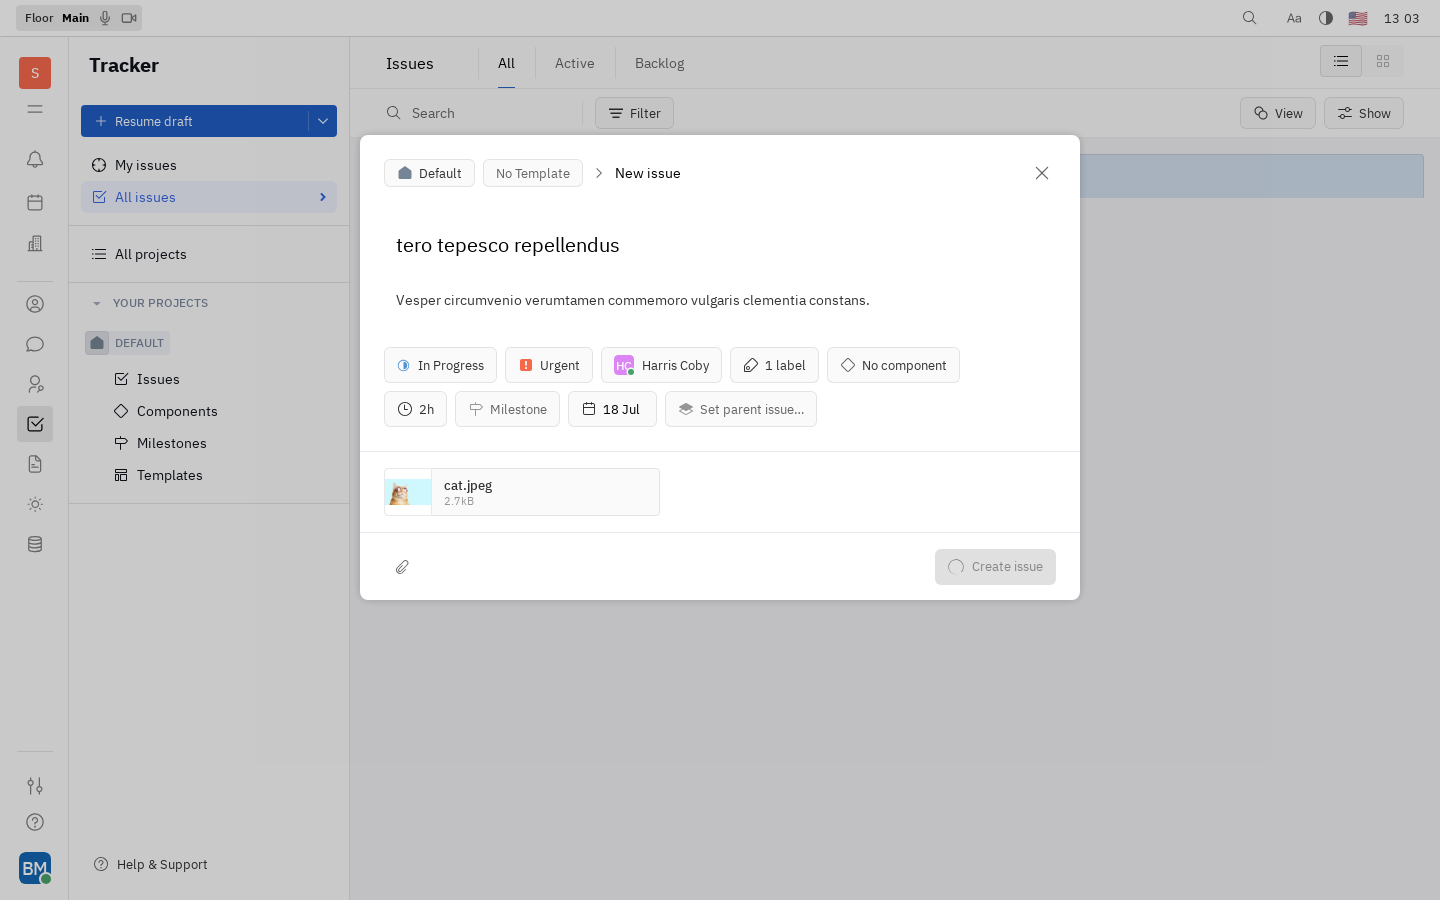 Floor Main
Aa
13 03
S
Tracker
Issues
All
Active
Backlog
Resume draft
Search
Filter
View
Show
My issues
All issues
All projects
YOUR PROJECTS
DEFAULT
Issues
Components
Milestones
Templates
Default
No Template
New issue
tero tepesco repellendus
Vesper circumvenio verumtamen commemoro vulgaris clementia constans.
In Progress
Urgent
HC
Harris Coby
1 label
No component
2h
Milestone
18 Jul
Set parent issue...
cat.jpeg
2.7kB
Create issue
BM
Help & Support